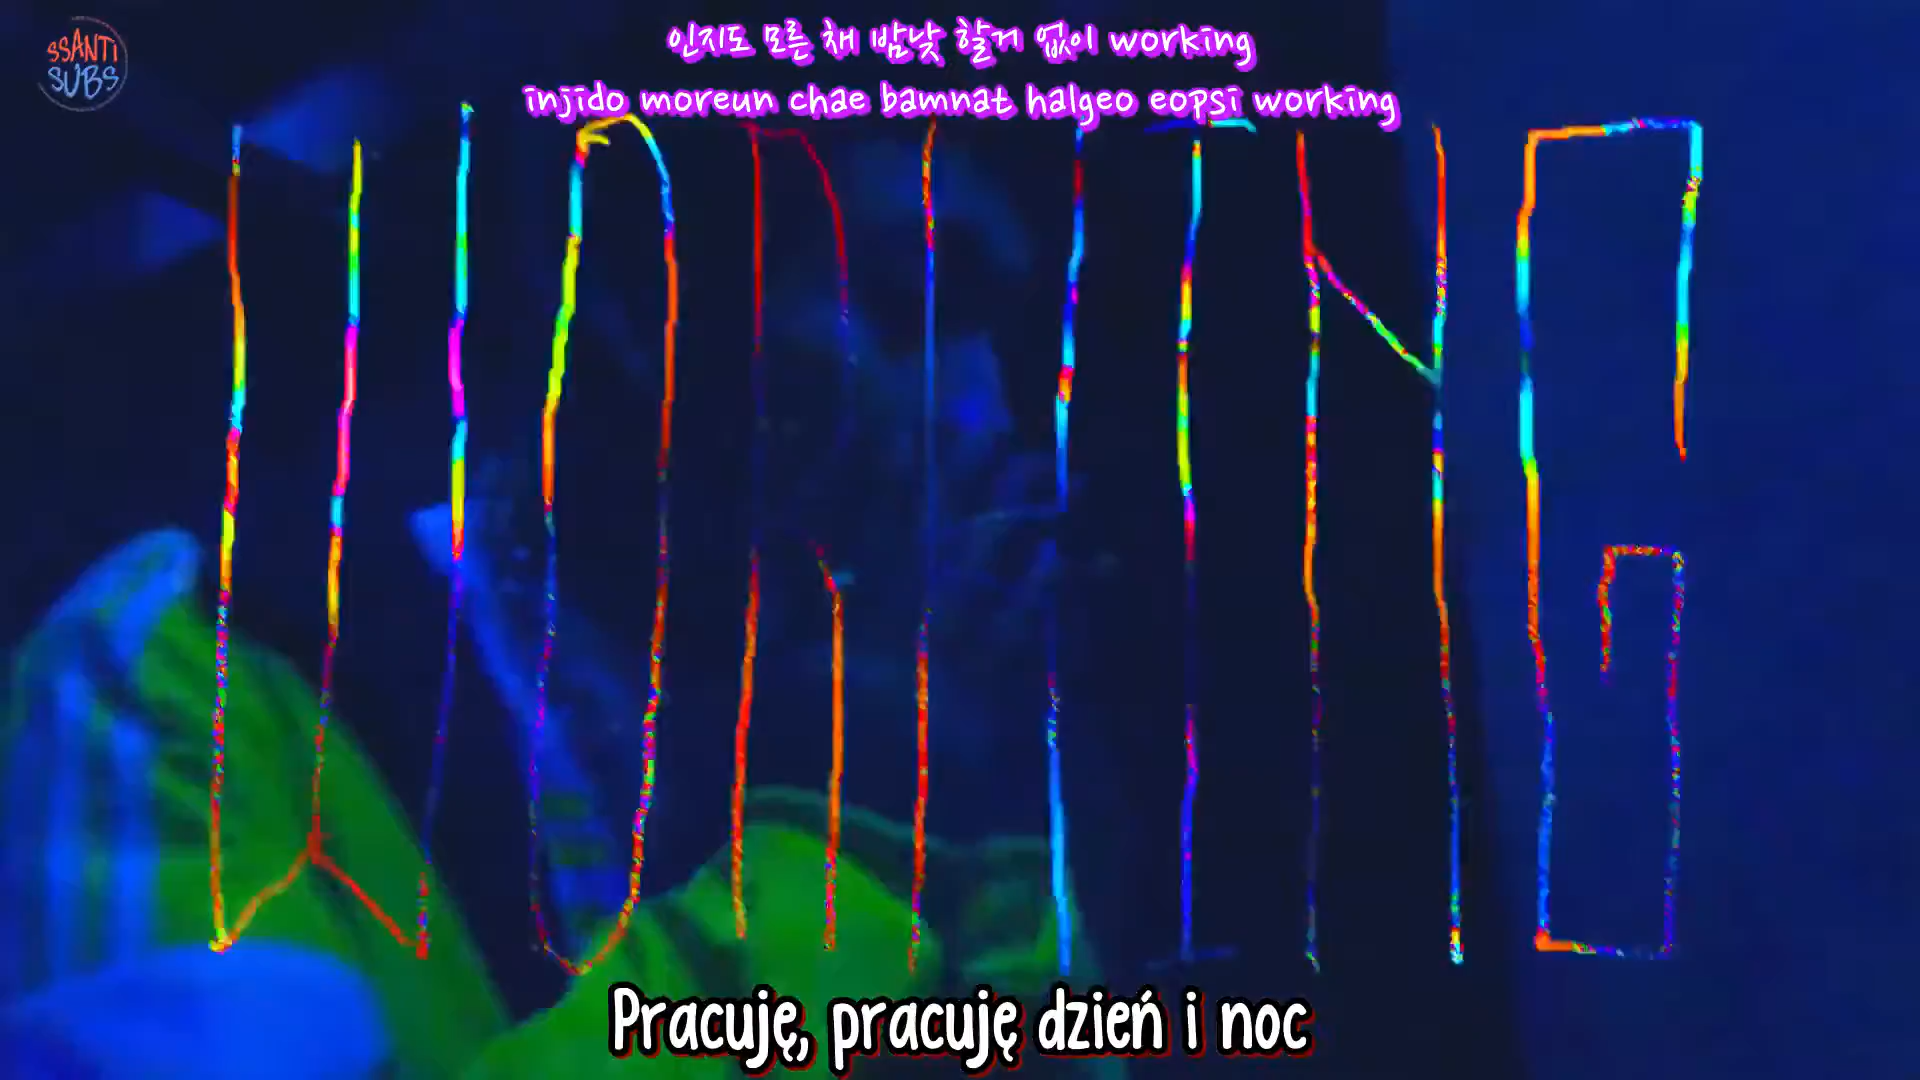 SSANTI
SUBS
인지도 모른 채 밤낮 할거 없이 working
injido moreun chae bamnat halgeo eopsi working
WORKING
Pracuję, pracuję dzień i noc